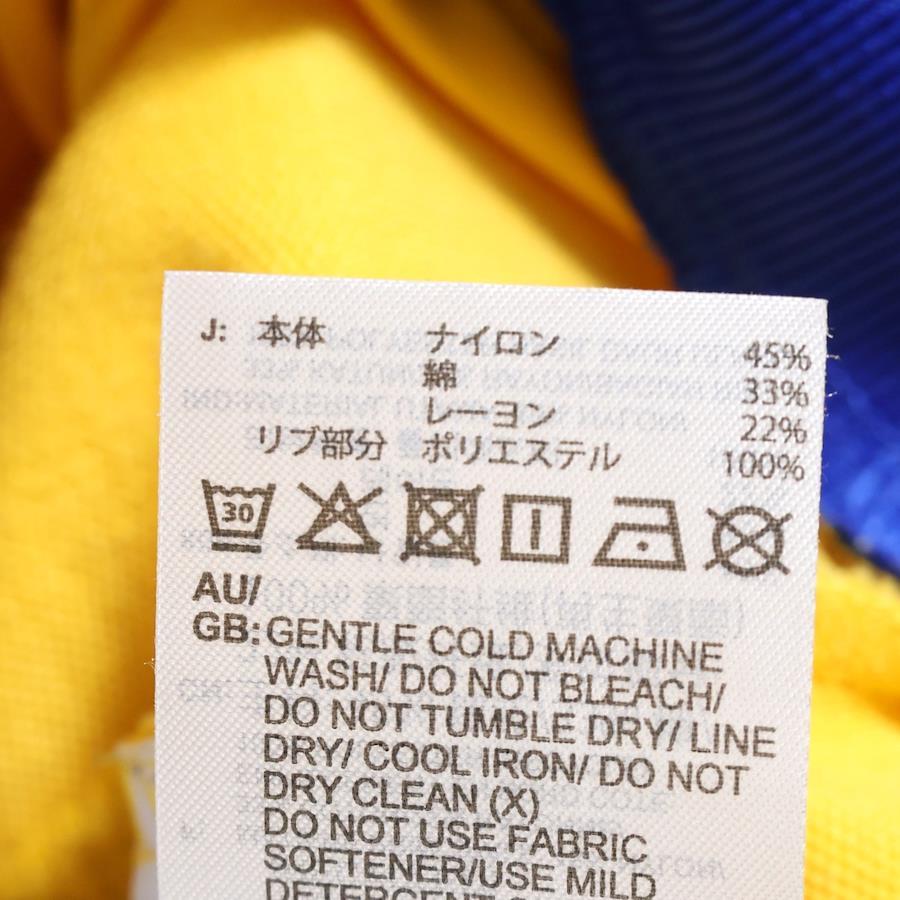 J: 本体 ナイロン 45%
綿 33%
レーヨン 22%
リブ部分 ポリエステル 100%
30
AU/
GB: GENTLE COLD MACHINE
WASH/ DO NOT BLEACH/
DO NOT TUMBLE DRY/ LINE
DRY/ COOL IRON/ DO NOT
DRY CLEAN (X)
DO NOT USE FABRIC
SOFTENER/USE MILD
DETERGENT